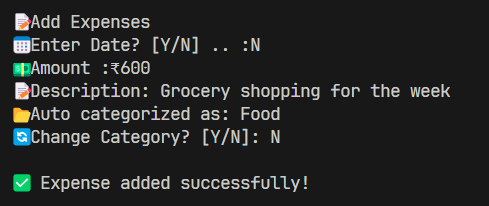 📝Add Expenses
📅Enter Date? [Y/N] .. :N
💵Amount :₹600
📝Description: Grocery shopping for the week
📂Auto categorized as: Food
🔄Change Category? [Y/N]: N
✅ Expense added successfully!